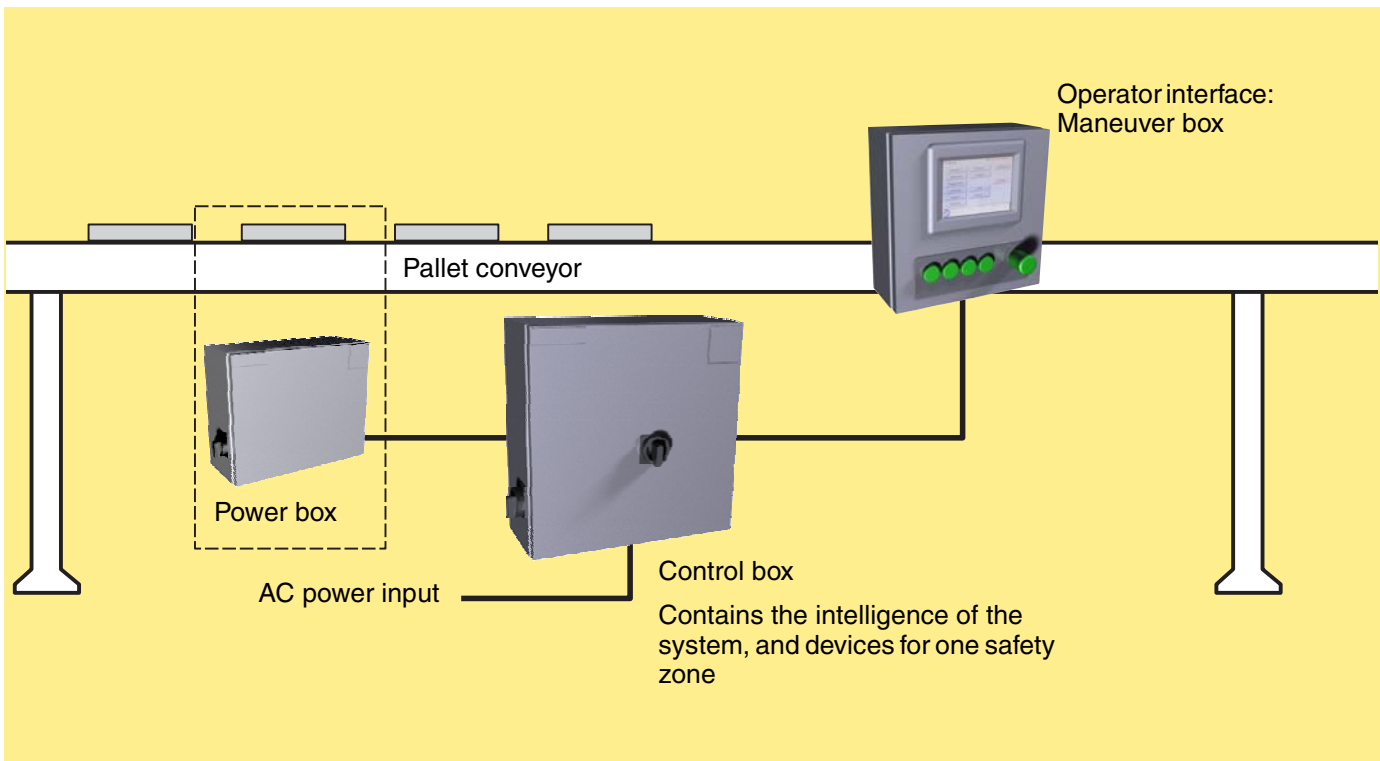 Operator interface:
Maneuver box
Pallet conveyor
Power box
AC power input
Control box
Contains the intelligence of the
system, and devices for one safety
zone